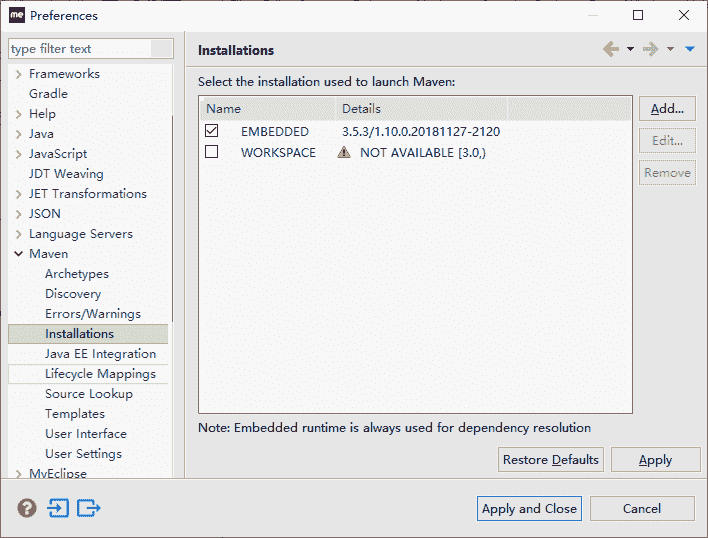 me Preferences
type filter text
Frameworks
Gradle
Help
Java
JavaScript
JDT Weaving
JET Transformations
JSON
Language Servers
Maven
Archetypes
Discovery
Errors/Warnings
Installations
Java EE Integration
Lifecycle Mappings
Source Lookup
Templates
User Interface
User Settings
MyEclipse
Installations
Select the installation used to launch Maven:
Name Details
EMBEDDED 3.5.3/1.10.0.20181127-2120
WORKSPACE NOT AVAILABLE [3.0,)
Add...
Edit...
Remove
Note: Embedded runtime is always used for dependency resolution
Restore Defaults Apply
? Apply and Close Cancel